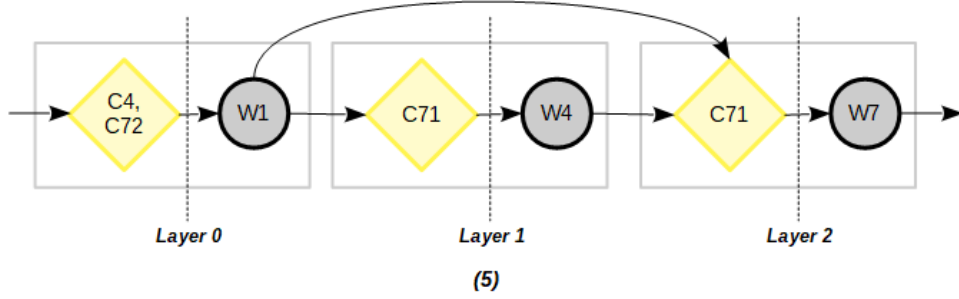 C4,
C72
W1
C71
W4
C71
W7
Layer 0
Layer 1
Layer 2
(5)